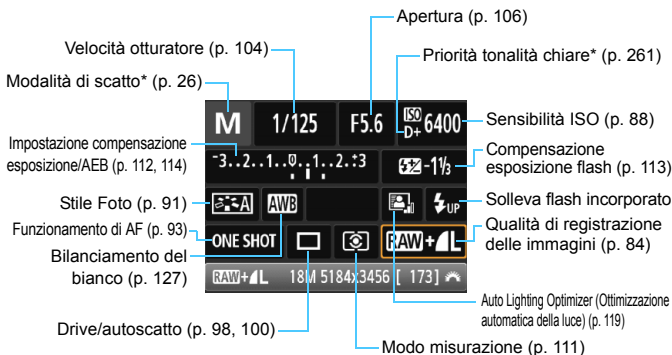 Apertura (p. 106)
Velocità otturatore (p. 104)
Priorità tonalità chiare* (p. 261)
Modalità di scatto* (p. 26)
M 1/125 F5.6 ISO D+ 6400
Sensibilità ISO (p. 88)
Impostazione compensazione
esposizione/AEB (p. 112, 114)
-3..2..1..0..1..2.+3 -1⅓
Compensazione
esposizione flash (p. 113)
Stile Foto (p. 91)
A AWB UP
Solleva flash incorporato
Funzionamento di AF (p. 93)
ONE SHOT RAW+L
Qualità di registrazione
delle immagini (p. 84)
Bilanciamento del
bianco (p. 127)
RAW+L 18M 5184x3456 [ 173]
Auto Lighting Optimizer (Ottimizzazione
automatica della luce) (p. 119)
Drive/autoscatto (p. 98, 100)
Modo misurazione (p. 111)